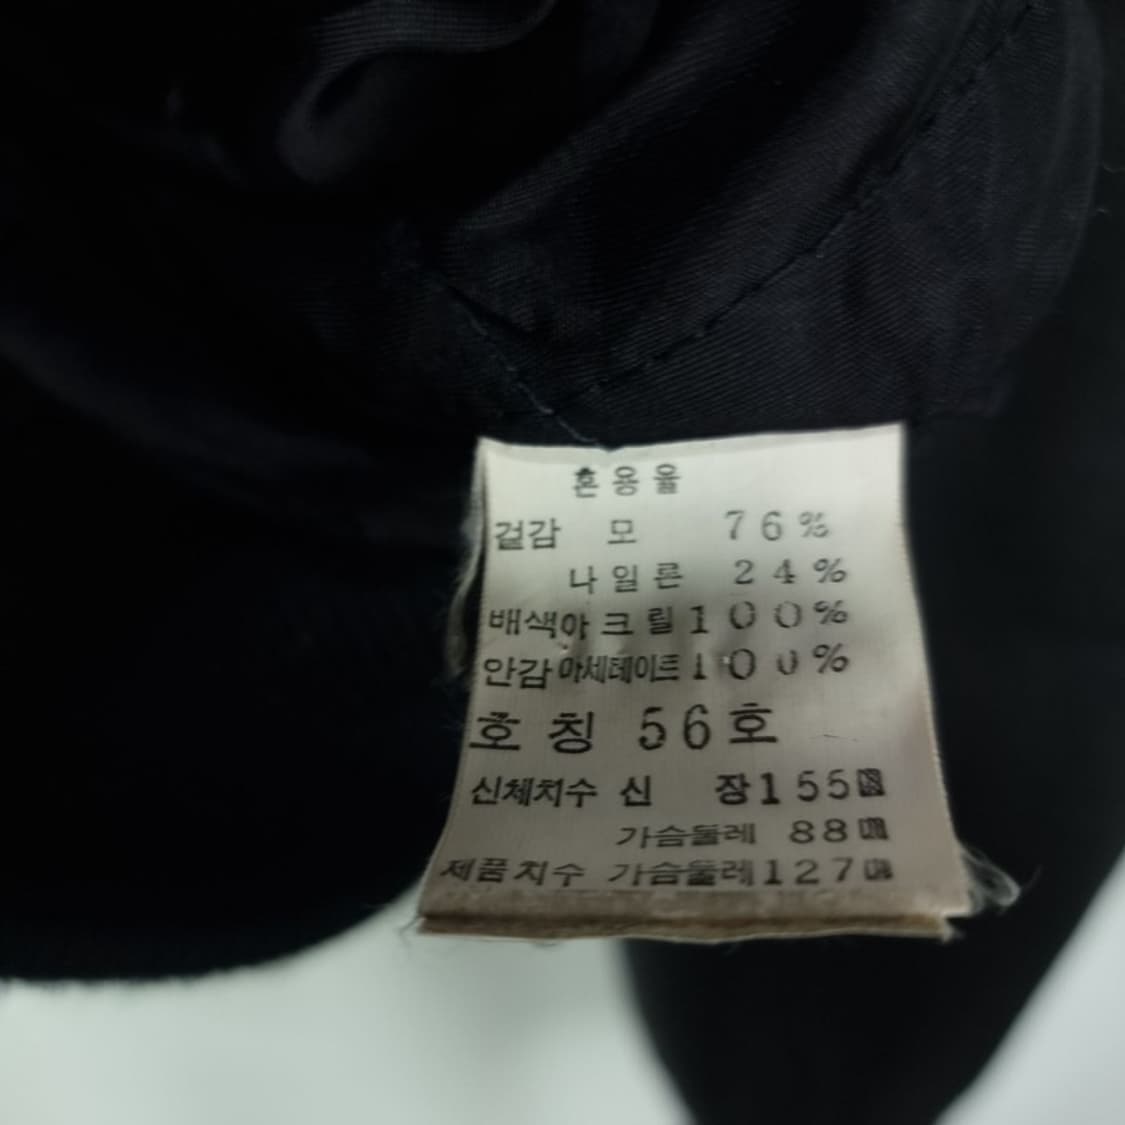 혼용율
겉감 모 76%
나일론 24%
배색아크릴100%
안감아세테이트100%
호칭 56호
신체치수 신 장155㎝
가슴둘레 88㎝
제품치수 가슴둘레127㎝